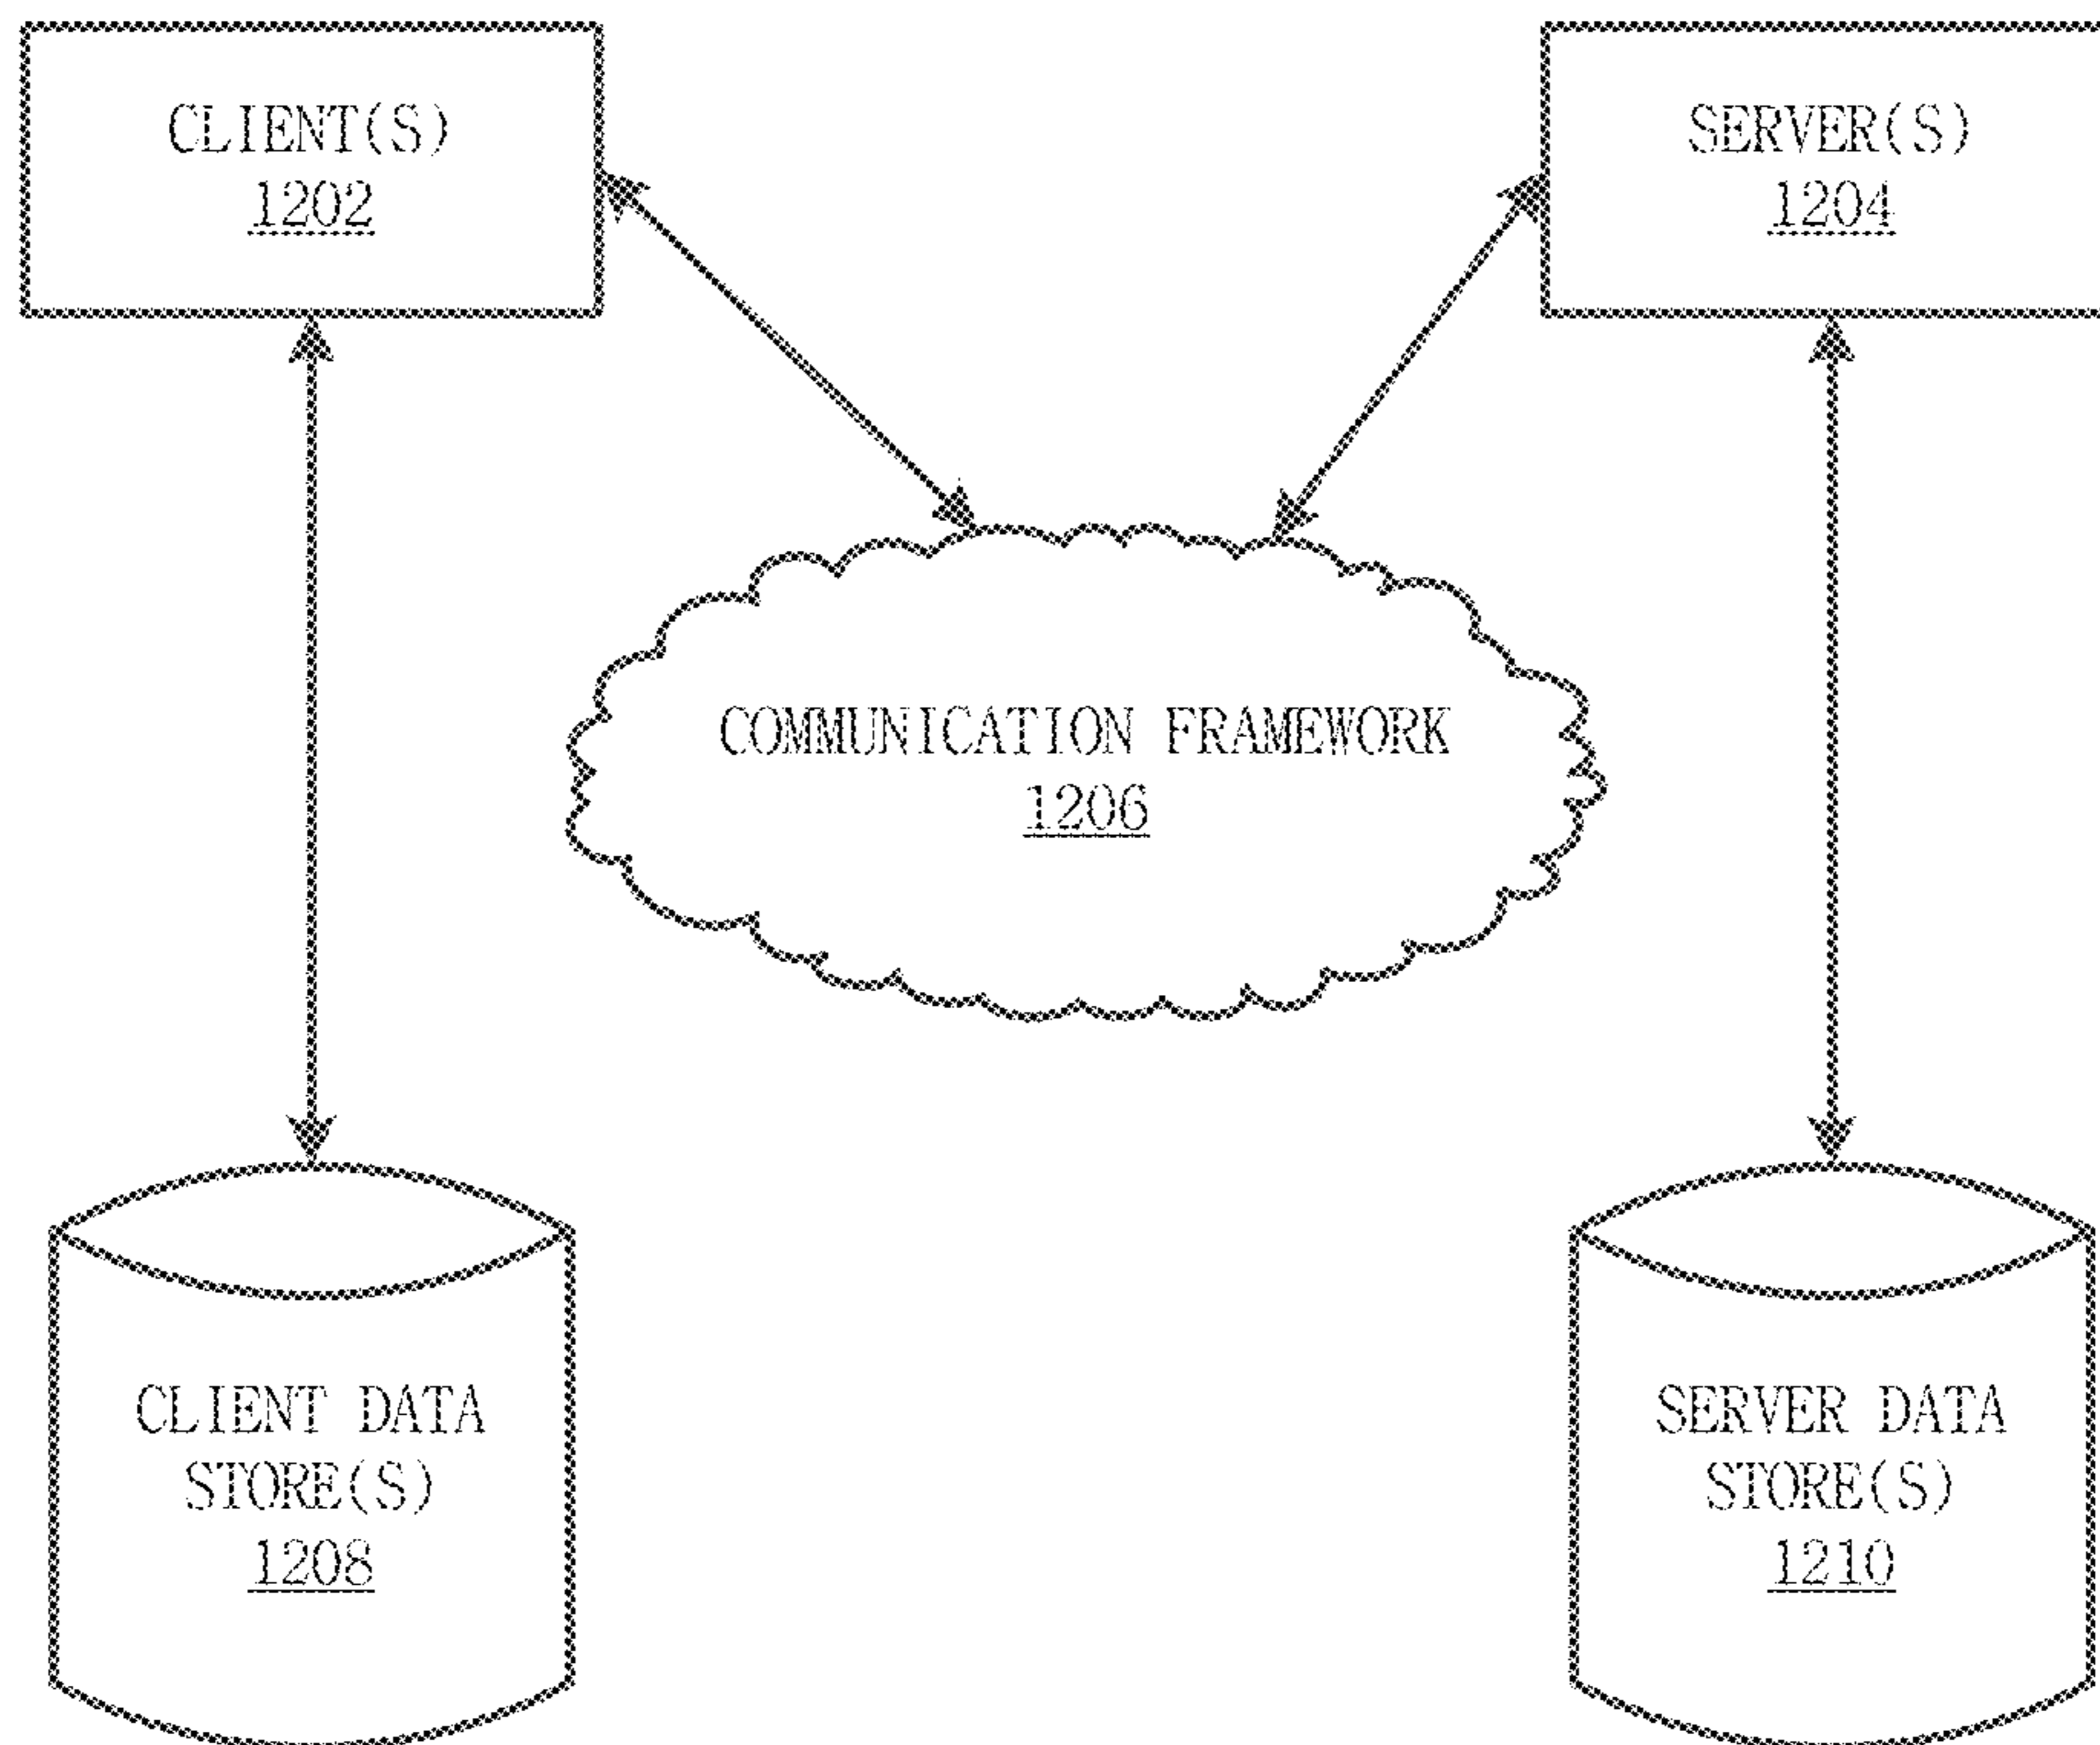 CLIENT(S)
1202
SERVER(S)
1204
COMMUNICATION FRAMEWORK
1206
CLIENT DATA
STORE(S)
1208
SERVER DATA
STORE(S)
1210